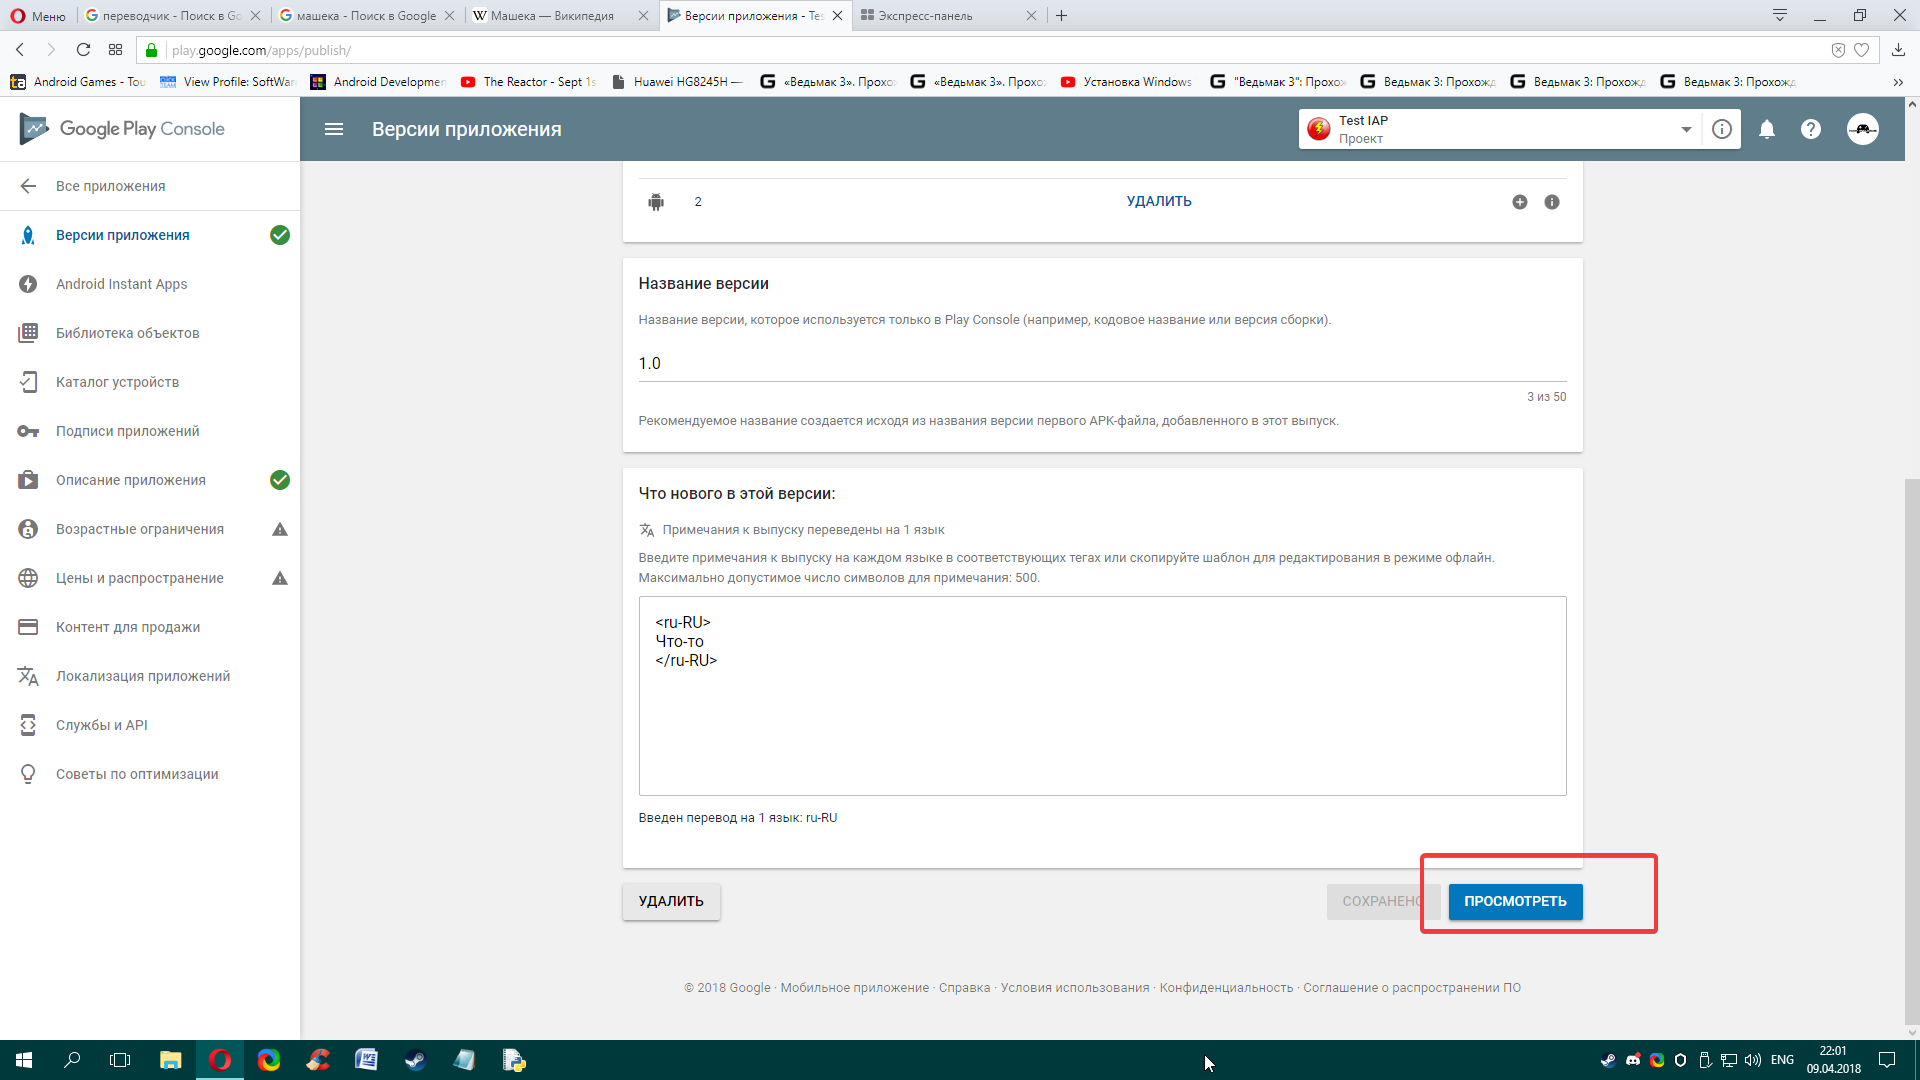 Меню
переводчик - Поиск в Go
машека - Поиск в Google
Машека — Википедия
Версии приложения - Tes
Экспресс-панель
play.google.com/apps/publish/
Android Games - Tou
View Profile: SoftWar
Android Developmen
The Reactor - Sept 1s
Huawei HG8245H —
«Ведьмак 3». Прохо
«Ведьмак 3». Прохо
Установка Windows
"Ведьмак 3": Прохо
Ведьмак 3: Прохожд
Ведьмак 3: Прохожд
Ведьмак 3: Прохожд
Google Play Console
Версии приложения
Test IAP
Проект
Все приложения
Версии приложения
Android Instant Apps
Библиотека объектов
Каталог устройств
Подписи приложений
Описание приложения
Возрастные ограничения
Цены и распространение
Контент для продажи
Локализация приложений
Службы и API
Советы по оптимизации
2
УДАЛИТЬ
Название версии
Название версии, которое используется только в Play Console (например, кодовое название или версия сборки).
1.0
3 из 50
Рекомендуемое название создается исходя из названия версии первого APK-файла, добавленного в этот выпуск.
Что нового в этой версии:
Примечания к выпуску переведены на 1 язык
Введите примечания к выпуску на каждом языке в соответствующих тегах или скопируйте шаблон для редактирования в режиме офлайн.
Максимально допустимое число символов для примечания: 500.
<ru-RU>
Что-то
</ru-RU>
Введен перевод на 1 язык: ru-RU
УДАЛИТЬ
СОХРАНЕНО
ПРОСМОТРЕТЬ
© 2018 Google · Мобильное приложение · Справка · Условия использования · Конфиденциальность · Соглашение о распространении ПО
ENG
22:01
09.04.2018